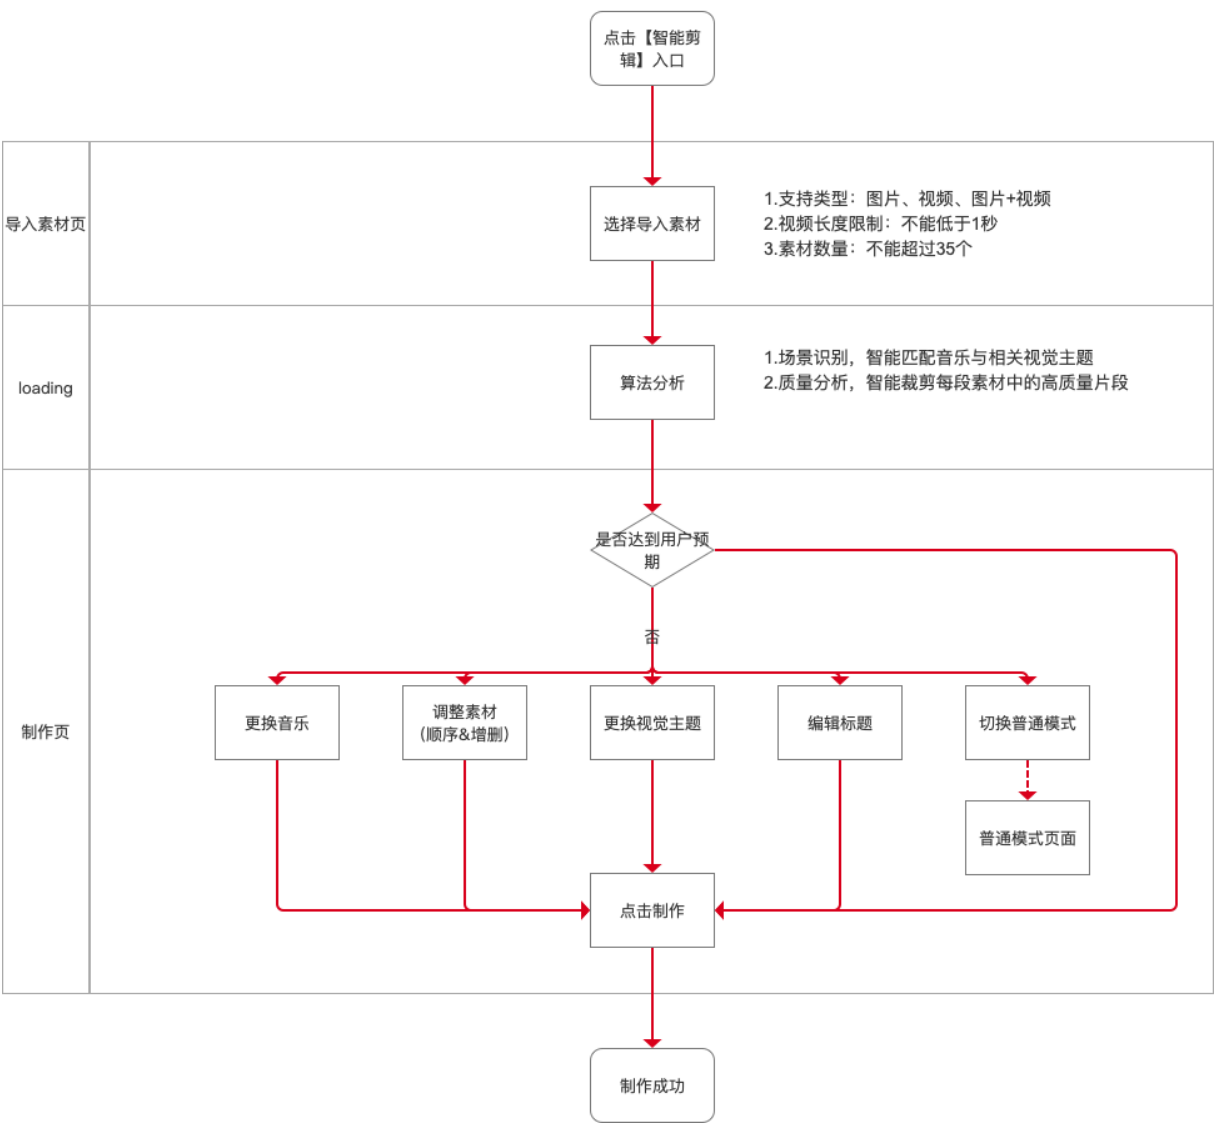 点击【智能剪
辑】入口
导入素材页
选择导入素材
1.支持类型：图片、视频、图片+视频
2.视频长度限制：不能低于1秒
3.素材数量：不能超过35个
loading
算法分析
1.场景识别，智能匹配音乐与相关视觉主题
2.质量分析，智能裁剪每段素材中的高质量片段
制作页
是否达到用户预
期
否
更换音乐
调整素材
（顺序&增删）
更换视觉主题
编辑标题
切换普通模式
普通模式页面
点击制作
制作成功